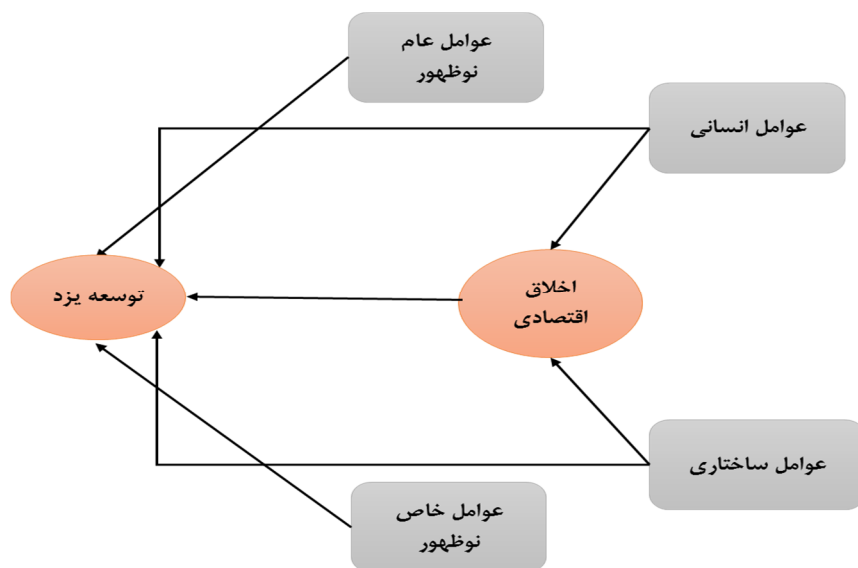 عوامل عام
نوظهور
عوامل انسانی
اخلاق
اقتصادی
توسعه یزد
عوامل ساختاری
عوامل خاص
نوظهور